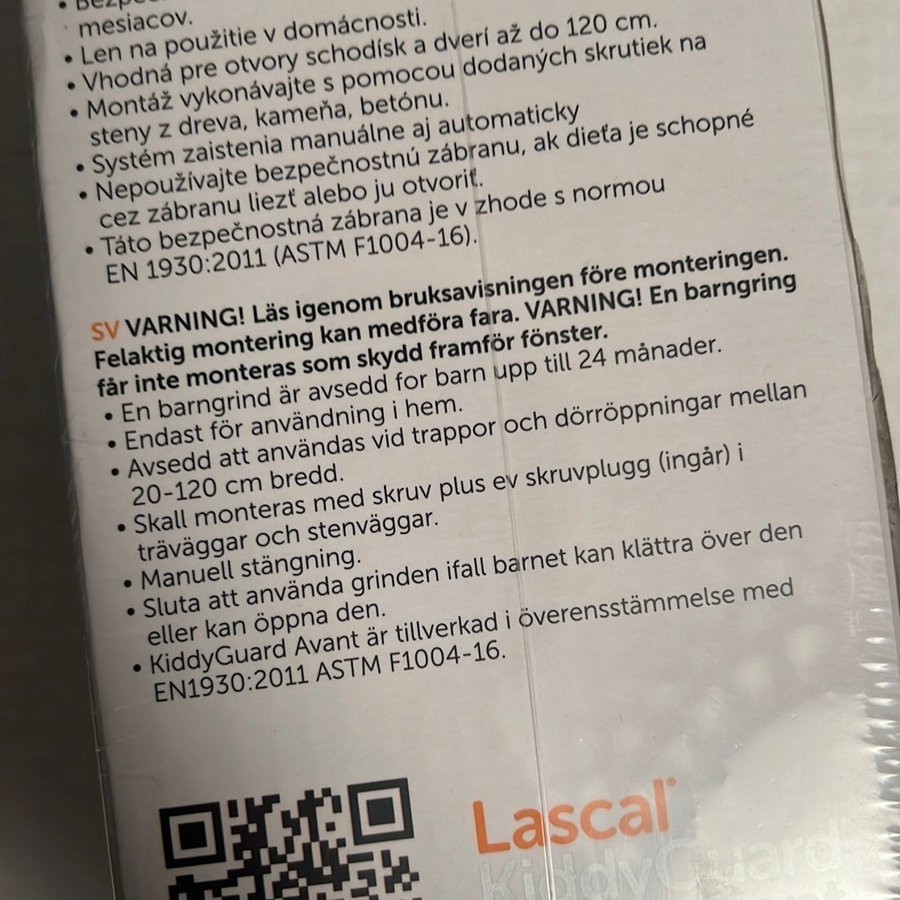 mesiacov.
• Len na použitie v domácnosti.
• Vhodná pre otvory schodísk a dverí až do 120 cm.
• Montáž vykonávajte s pomocou dodaných skrutiek na
steny z dreva, kameňa, betónu.
• Systém zaistenia manuálne aj automaticky
• Nepoužívajte bezpečnostnú zábranu, ak dieťa je schopné
cez zábranu liezť alebo ju otvoriť.
• Táto bezpečnostná zábrana je v zhode s normou
EN 1930:2011 (ASTM F1004-16).
SV VARNING! Läs igenom bruksavisningen före monteringen.
Felaktig montering kan medföra fara. VARNING! En barngring
får inte monteras som skydd framför fönster.
• En barngrind är avsedd for barn upp till 24 månader.
• Endast för användning i hem.
• Avsedd att användas vid trappor och dörröppningar mellan
20-120 cm bredd.
• Skall monteras med skruv plus ev skruvplugg (ingår) i
träväggar och stenväggar.
• Manuell stängning.
• Sluta att använda grinden ifall barnet kan klättra över den
eller kan öppna den.
• KiddyGuard Avant är tillverkad i överensstämmelse med
EN1930:2011 ASTM F1004-16.
Lascal
KiddyGuard